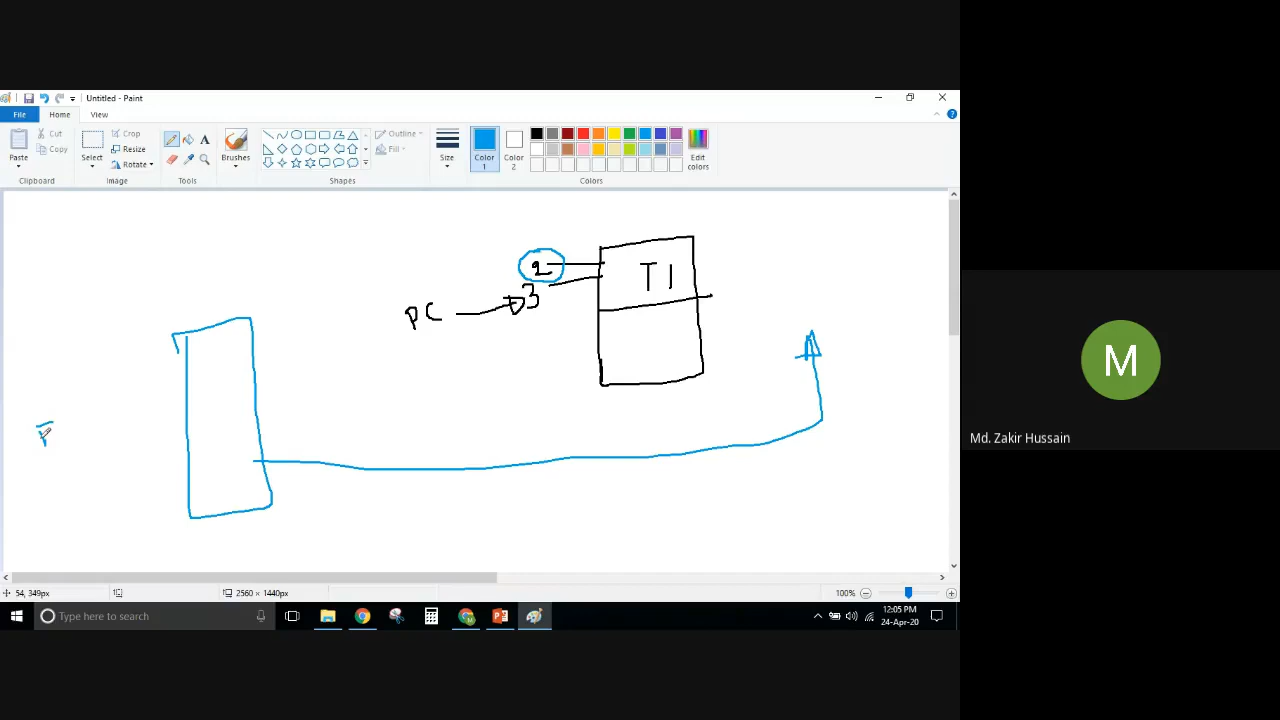 Untitled - Paint
File Home View
Paste
Cut
Copy
Clipboard
Select
Crop
Resize
Rotate
Image
Tools
Brushes
Shapes
Outline
Fill
Size
Color 1
Color 2
Edit colors
Colors
2
T1
3
PC
54, 349px
2560 × 1440px
100%
Type here to search
12:05 PM
24-Apr-20
M
Md. Zakir Hussain